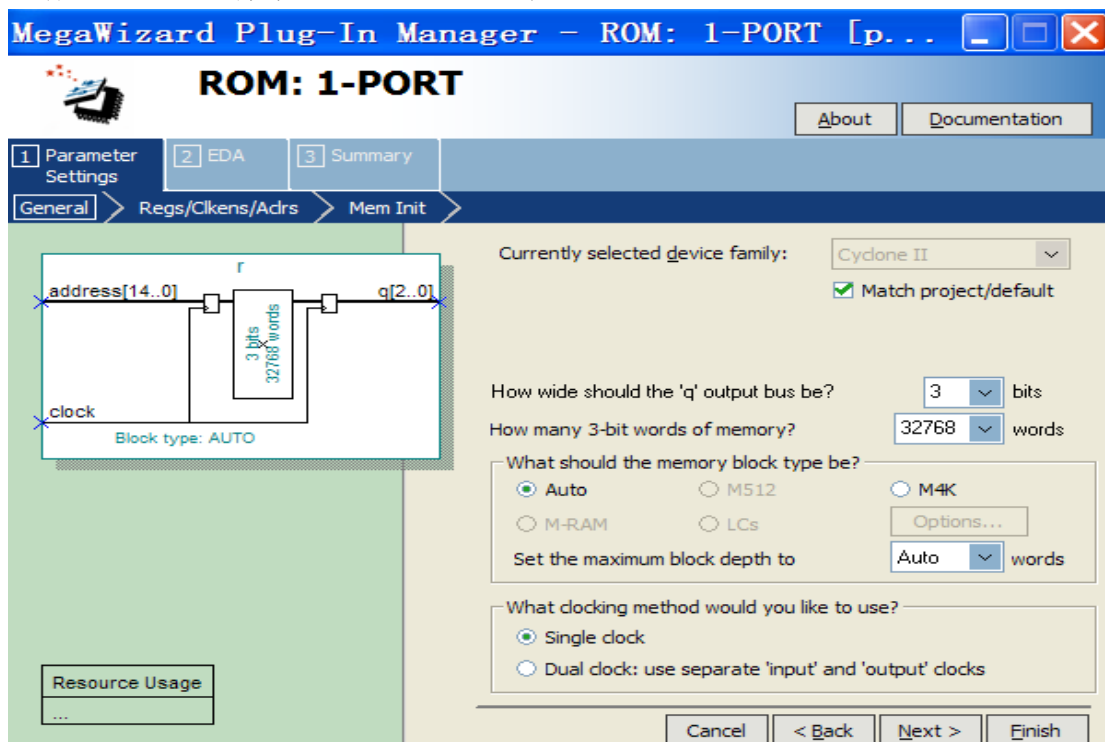 MegaWizard Plug-In Manager - ROM: 1-PORT [p...
ROM: 1-PORT
About
Documentation
1 Parameter Settings
2 EDA
3 Summary
General
Regs/Clkens/Aclrs
Mem Init
Currently selected device family:
Cyclone II
Match project/default
r
address[14..0]
q[2..0]
3 bits
32768 words
clock
Block type: AUTO
How wide should the 'q' output bus be?
3
bits
How many 3-bit words of memory?
32768
words
What should the memory block type be?
Auto
M512
M4K
M-RAM
LCs
Options...
Set the maximum block depth to
Auto
words
What clocking method would you like to use?
Single clock
Dual clock: use separate 'input' and 'output' clocks
Resource Usage
...
Cancel
< Back
Next >
Finish